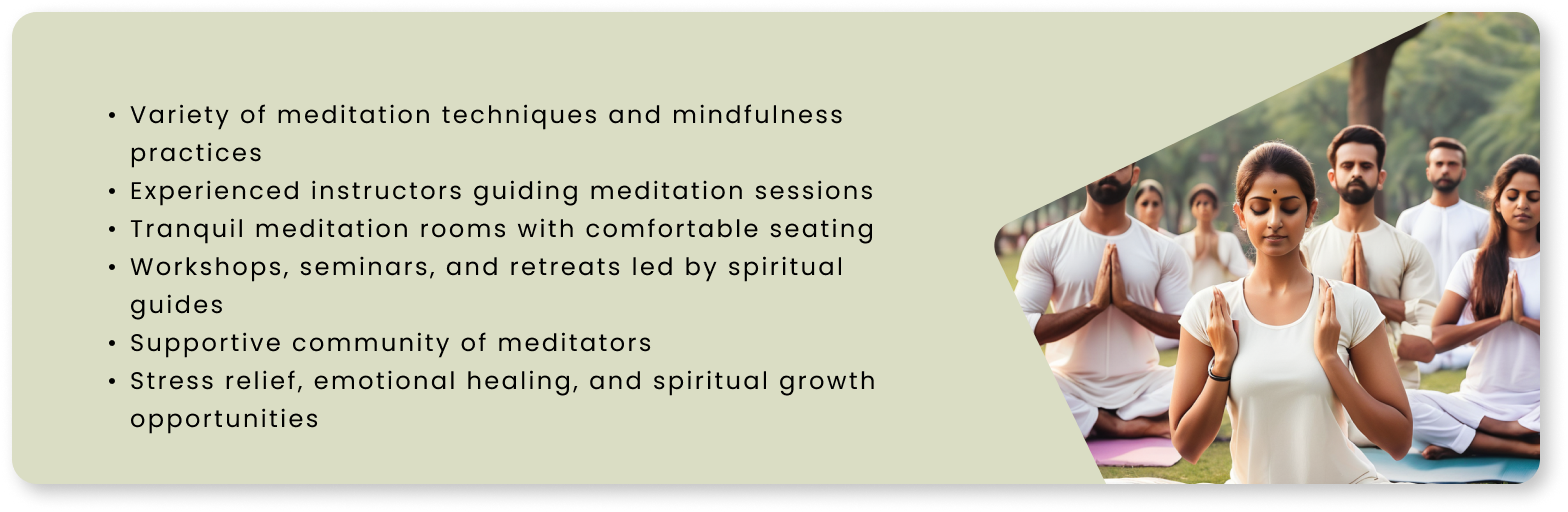 • Variety of meditation techniques and mindfulness
practices
• Experienced instructors guiding meditation sessions
• Tranquil meditation rooms with comfortable seating
• Workshops, seminars, and retreats led by spiritual
guides
• Supportive community of meditators
• Stress relief, emotional healing, and spiritual growth
opportunities